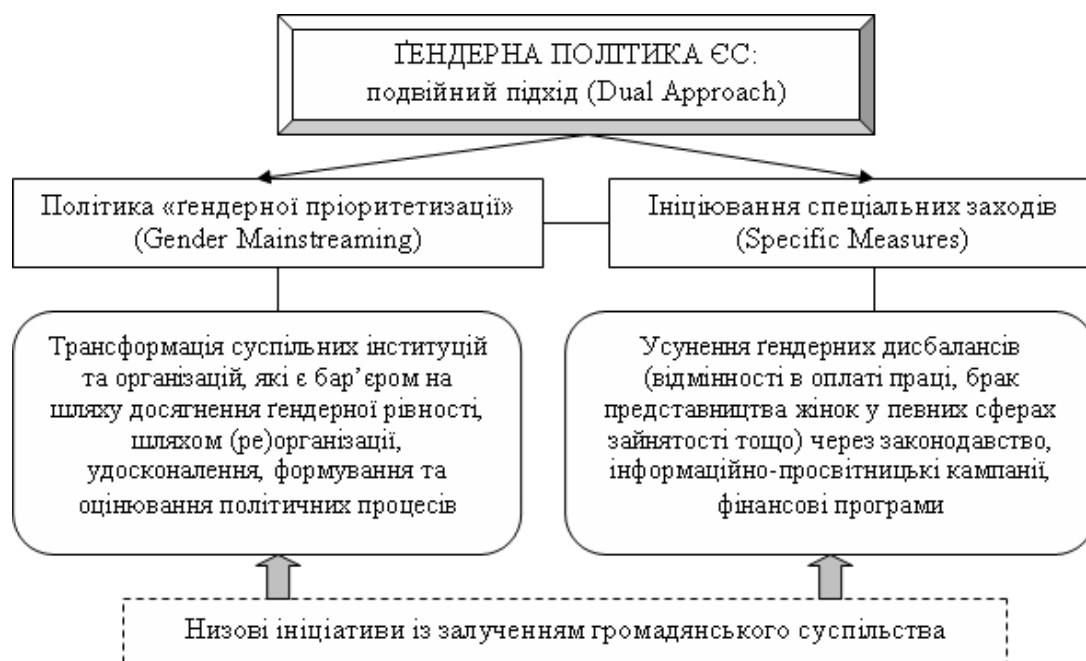 ҐЕНДЕРНА ПОЛІТИКА ЄС:
подвійний підхід (Dual Approach)
Політика «ґендерної пріоритетизації»
(Gender Mainstreaming)
Ініціювання спеціальних заходів
(Specific Measures)
Трансформація суспільних інституцій
та організацій, які є бар’єром на
шляху досягнення ґендерної рівності,
шляхом (ре)організації,
удосконалення, формування та
оцінювання політичних процесів
Усунення ґендерних дисбалансів
(відмінності в оплаті праці, брак
представництва жінок у певних сферах
зайнятості тощо) через законодавство,
інформаційно-просвітницькі кампанії,
фінансові програми
Низові ініціативи із залученням громадянського суспільства